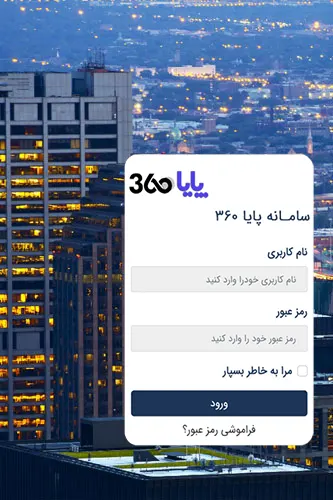 پایا 360
سامـانه پایا ۳۶۰
نام کاربری
نام کاربری خودرا وارد کنید
رمز عبور
رمز عبور خود را وارد کنید
مرا به خاطر بسپار
ورود
فراموشی رمز عبور؟